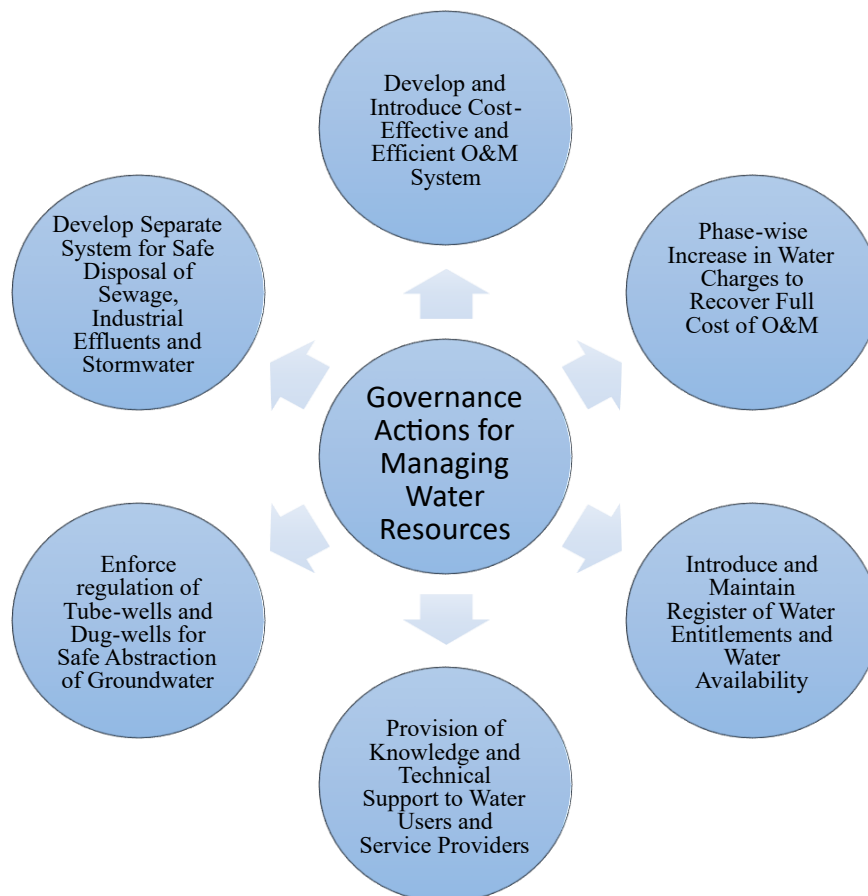 Develop and
Introduce Cost-
Effective and
Efficient O&M
System
Phase-wise
Increase in Water
Charges to
Recover Full
Cost of O&M
Introduce and
Maintain
Register of Water
Entitlements and
Water
Availability
Provision of
Knowledge and
Technical
Support to Water
Users and
Service Providers
Enforce
regulation of
Tube-wells and
Dug-wells for
Safe Abstraction
of Groundwater
Develop Separate
System for Safe
Disposal of
Sewage,
Industrial
Effluents and
Stormwater
Governance
Actions for
Managing
Water
Resources